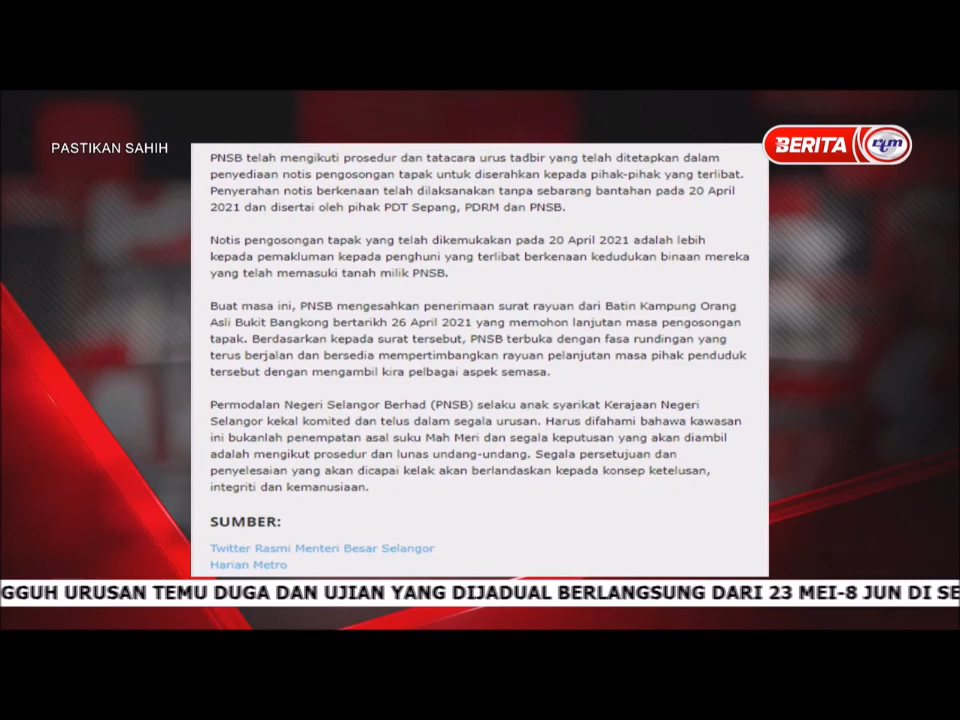 PASTIKAN SAHIH
BERITA rtm
PNSB telah mengikuti prosedur dan tatacara urus tadbir yang telah ditetapkan dalam
penyediaan notis pengosongan tapak untuk diserahkan kepada pihak-pihak yang terlibat.
Penyerahan notis berkenaan telah dilaksanakan tanpa sebarang bantahan pada 20 April
2021 dan disertai oleh pihak PDT Sepang, PDRM dan PNSB.
Notis pengosongan tapak yang telah dikemukakan pada 20 April 2021 adalah lebih
kepada pemakluman kepada penghuni yang terlibat berkenaan kedudukan binaan mereka
yang telah memasuki tanah milik PNSB.
Buat masa ini, PNSB mengesahkan penerimaan surat rayuan dari Batin Kampung Orang
Asli Bukit Bangkong bertarikh 26 April 2021 yang memohon lanjutan masa pengosongan
tapak. Berdasarkan kepada surat tersebut, PNSB terbuka dengan fasa rundingan yang
terus berjalan dan bersedia mempertimbangkan rayuan pelanjutan masa pihak penduduk
tersebut dengan mengambil kira pelbagai aspek semasa.
Permodalan Negeri Selangor Berhad (PNSB) selaku anak syarikat Kerajaan Negeri
Selangor kekal komited dan telus dalam segala urusan. Harus difahami bahawa kawasan
ini bukanlah penempatan asal suku Mah Meri dan segala keputusan yang akan diambil
adalah mengikut prosedur dan lunas undang-undang. Segala persetujuan dan
penyelesaian yang akan dicapai kelak akan berlandaskan kepada konsep ketelusan,
integriti dan kemanusiaan.
SUMBER:
Twitter Rasmi Menteri Besar Selangor
Harian Metro
GGUH URUSAN TEMU DUGA DAN UJIAN YANG DIJADUAL BERLANGSUNG DARI 23 MEI-8 JUN DI SE